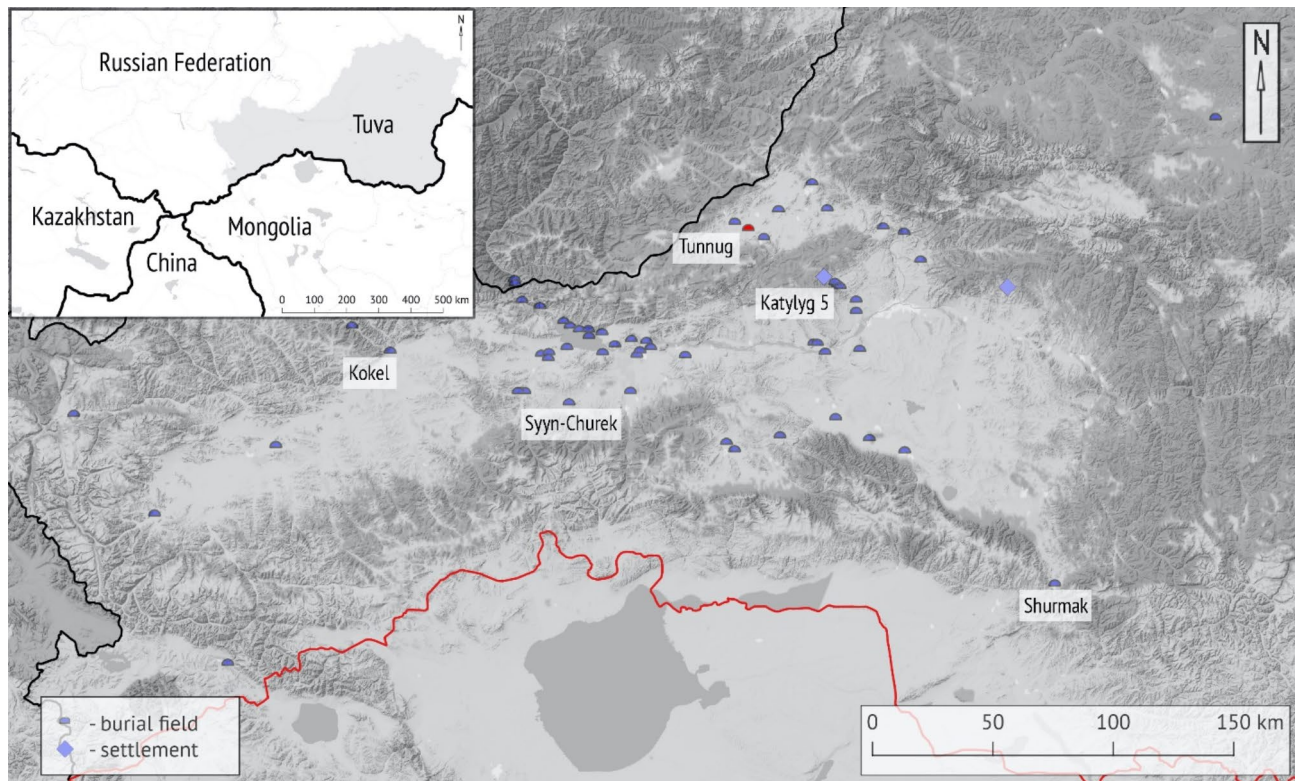 N
Russian Federation
Tuva
Kazakhstan
Mongolia
China
0 100 200 300 400 500 km
N
Tunnug
Katylyg 5
Kokel
Syyn-Churek
Shurmak
- burial field
- settlement
0 50 100 150 km